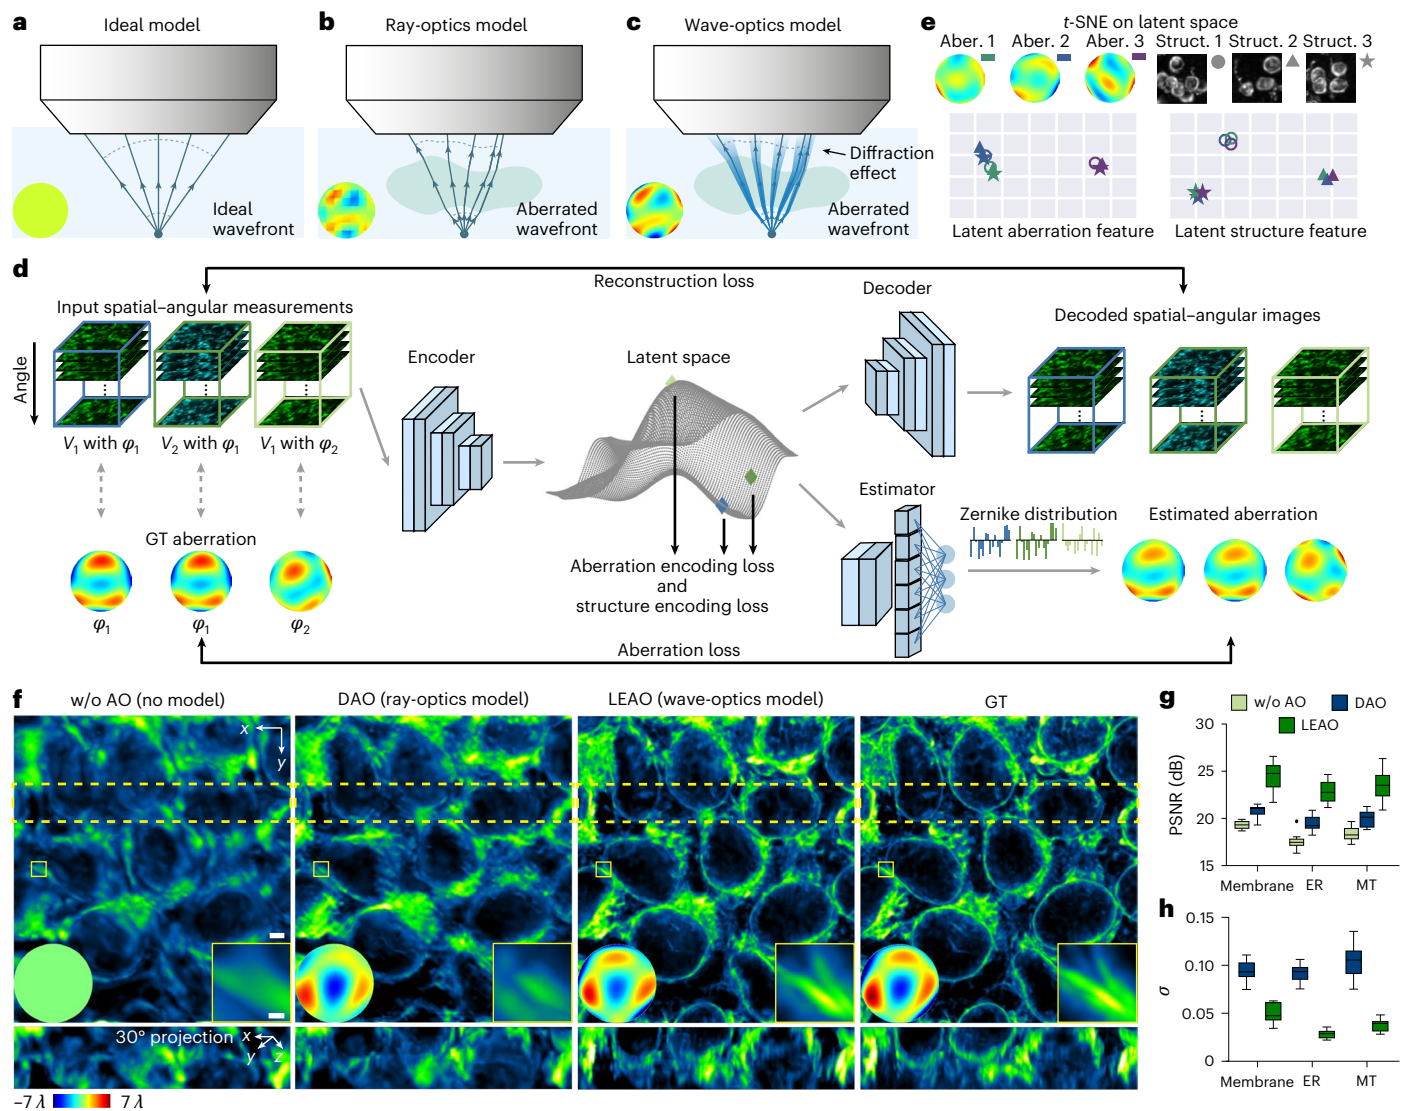 a Ideal model
Ideal
wavefront
b Ray-optics model
Aberrated
wavefront
c Wave-optics model
Diffraction
effect
Aberrated
wavefront
e t-SNE on latent space
Aber. 1 Aber. 2 Aber. 3 Struct. 1 Struct. 2 Struct. 3
Latent aberration feature Latent structure feature
d
Reconstruction loss
Input spatial–angular measurements
Angle
V1 with φ1 V2 with φ1 V1 with φ2
GT aberration
φ1 φ1 φ2
Encoder
Latent space
Aberration encoding loss
and
structure encoding loss
Decoder
Decoded spatial–angular images
Estimator
Zernike distribution
Estimated aberration
Aberration loss
f w/o AO (no model) DAO (ray-optics model) LEAO (wave-optics model) GT
x
y
30° projection x
y z
–7 λ 7 λ
g
w/o AO DAO
LEAO
PSNR (dB)
30
25
20
15
Membrane ER MT
h
σ
0.15
0.10
0.05
0
Membrane ER MT